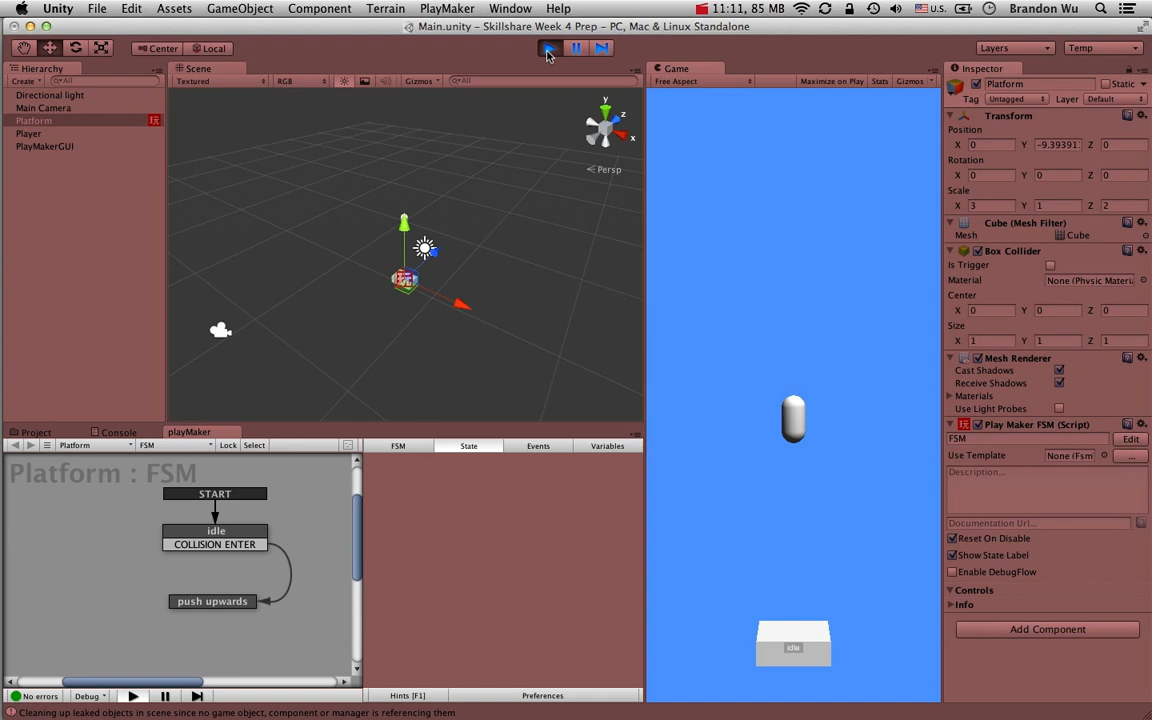 Unity File Edit Assets GameObject Component Terrain PlayMaker Window Help 11:11, 85 MB U.S. Brandon Wu
Main.unity - Skillshare Week 4 Prep - PC, Mac & Linux Standalone
Center Local Layers Temp
Hierarchy Scene Game Inspector
Create All Textured RGB Gizmos All Free Aspect Maximize on Play Stats Gizmos Platform Static
Directional light
Main Camera
Platform 玩
Player
PlayMakerGUI
y
z
x
Persp
Tag Untagged Layer Default
Transform
Position
X 0 Y -9.39391 Z 0
Rotation
X 0 Y 0 Z 0
Scale
X 3 Y 1 Z 2
Cube (Mesh Filter)
Mesh Cube
Box Collider
Is Trigger
Material None (Physic Materi
Center
X 0 Y 0 Z 0
Size
X 1 Y 1 Z 1
Mesh Renderer
Cast Shadows
Receive Shadows
Materials
Use Light Probes
玩 Play Maker FSM (Script)
FSM Edit
Use Template None (Fsm ...
Description...
Documentation Url...
Reset On Disable
Show State Label
Enable DebugFlow
Controls
Info
Add Component
Project Console playMaker
Platform FSM Lock Select FSM State Events Variables
Platform : FSM
START
idle
COLLISION ENTER
push upwards
idle
No errors Debug Hints [F1] Preferences
Cleaning up leaked objects in scene since no game object, component or manager is referencing them